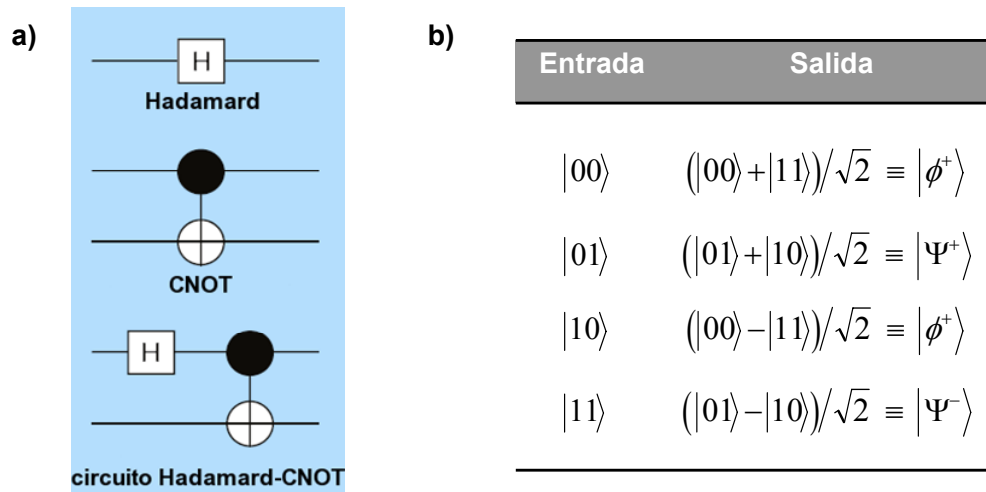 a)
H
Hadamard
CNOT
H
circuito Hadamard-CNOT
b)
Entrada Salida
|00⟩ (|00⟩+|11⟩)/√2 ≡ |ϕ⁺⟩
|01⟩ (|01⟩+|10⟩)/√2 ≡ |Ψ⁺⟩
|10⟩ (|00⟩−|11⟩)/√2 ≡ |ϕ⁺⟩
|11⟩ (|01⟩−|10⟩)/√2 ≡ |Ψ⁻⟩